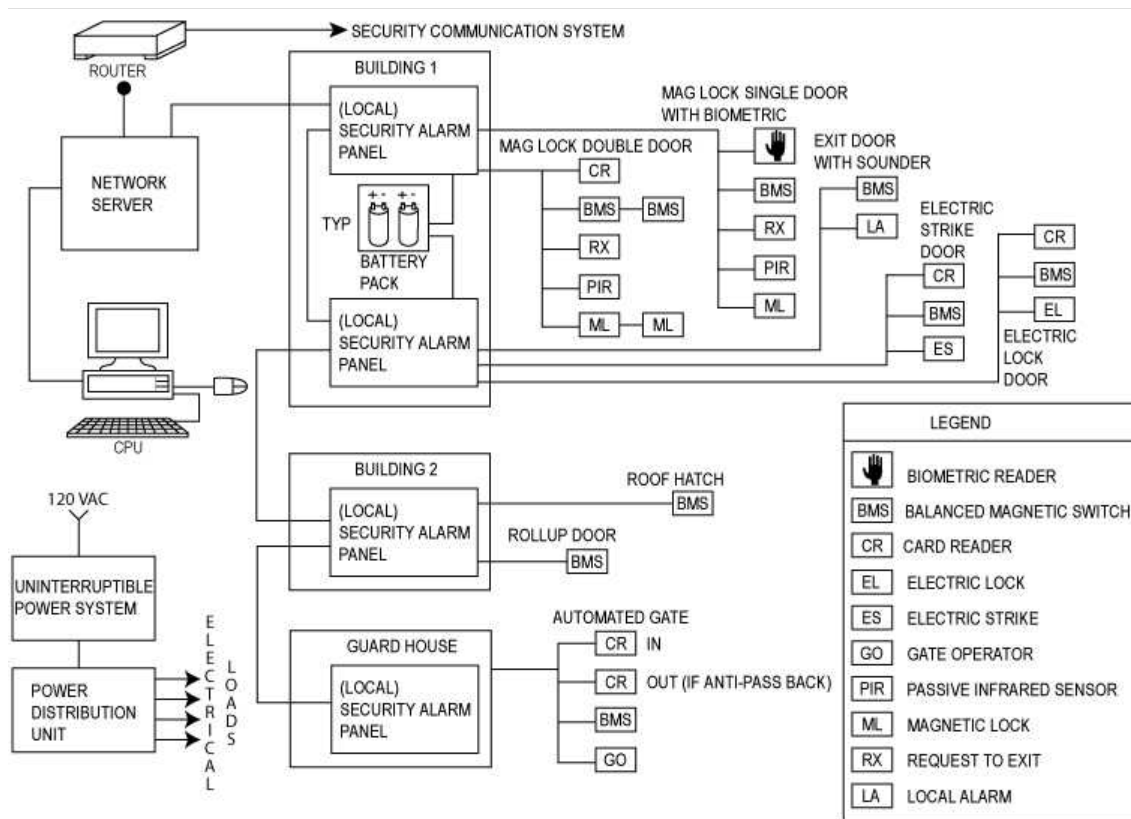 SECURITY COMMUNICATION SYSTEM
ROUTER
NETWORK
SERVER
CPU
120 VAC
UNINTERRUPTIBLE
POWER SYSTEM
POWER
DISTRIBUTION
UNIT
ELECTRICAL
LOADS
BUILDING 1
(LOCAL)
SECURITY ALARM
PANEL
TYP
+ - + -
BATTERY
PACK
(LOCAL)
SECURITY ALARM
PANEL
MAG LOCK DOUBLE DOOR
CR
BMS BMS
RX
PIR
ML ML
MAG LOCK SINGLE DOOR
WITH BIOMETRIC
BMS
RX
PIR
ML
EXIT DOOR
WITH SOUNDER
BMS
LA
ELECTRIC
STRIKE
DOOR
CR
BMS
ES
CR
BMS
EL
ELECTRIC
LOCK
DOOR
BUILDING 2
(LOCAL)
SECURITY ALARM
PANEL
ROOF HATCH
BMS
ROLLUP DOOR
BMS
GUARD HOUSE
(LOCAL)
SECURITY ALARM
PANEL
AUTOMATED GATE
CR IN
CR OUT (IF ANTI-PASS BACK)
BMS
GO
LEGEND
BIOMETRIC READER
BMS BALANCED MAGNETIC SWITCH
CR CARD READER
EL ELECTRIC LOCK
ES ELECTRIC STRIKE
GO GATE OPERATOR
PIR PASSIVE INFRARED SENSOR
ML MAGNETIC LOCK
RX REQUEST TO EXIT
LA LOCAL ALARM